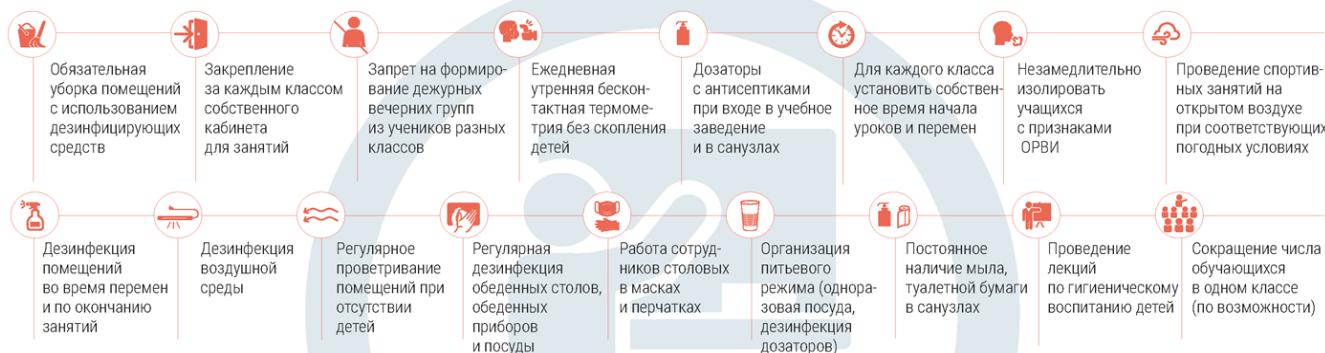 Обязательная
уборка помещений
с использованием
дезинфицирующих
средств
Закрепление
за каждым классом
собственного
кабинета
для занятий
Запрет на формиро-
вание дежурных
вечерних групп
из учеников разных
классов
Ежедневная
утренняя бескон-
тактная термоме-
трия без скопления
детей
Дозаторы
с антисептиками
при входе в учебное
заведение
и в санузлах
Для каждого класса
установить собствен-
ное время начала
уроков и перемен
Незамедлительно
изолировать
учащихся
с признаками
ОРВИ
Проведение спортив-
ных занятий на
открытом воздухе
при соответствующих
погодных условиях
Дезинфекция
помещений
во время перемен
и по окончанию
занятий
Дезинфекция
воздушной
среды
Регулярное
проветривание
помещений при
отсутствии
детей
Регулярная
дезинфекция
обеденных столов,
обеденных
приборов
и посуды
Работа сотруд-
ников столовых
в масках
и перчатках
Организация
питьевого
режима (однора-
зовая посуда,
дезинфекция
дозаторов)
Постоянное
наличие мыла,
туалетной бумаги
в санузлах
Проведение
лекций
по гигиеническому
воспитанию детей
Сокращение числа
обучающихся
в одном классе
(по возможности)